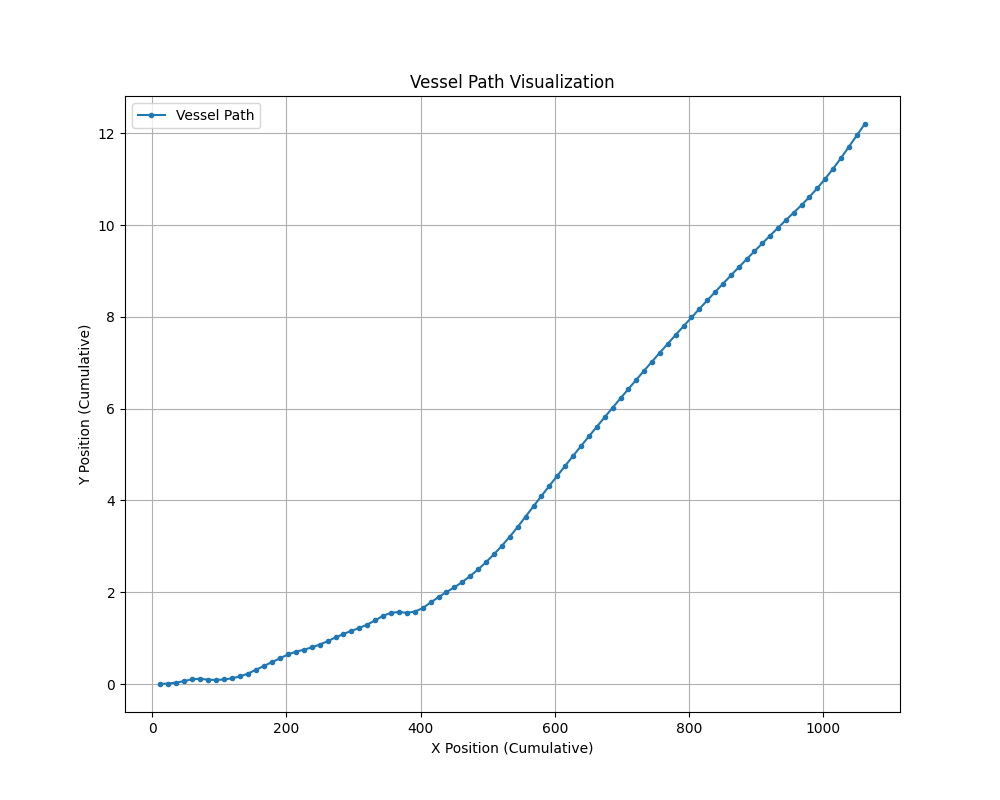 Vessel Path Visualization
Vessel Path
Y Position (Cumulative)
12
10
8
6
4
2
0
0 200 400 600 800 1000
X Position (Cumulative)